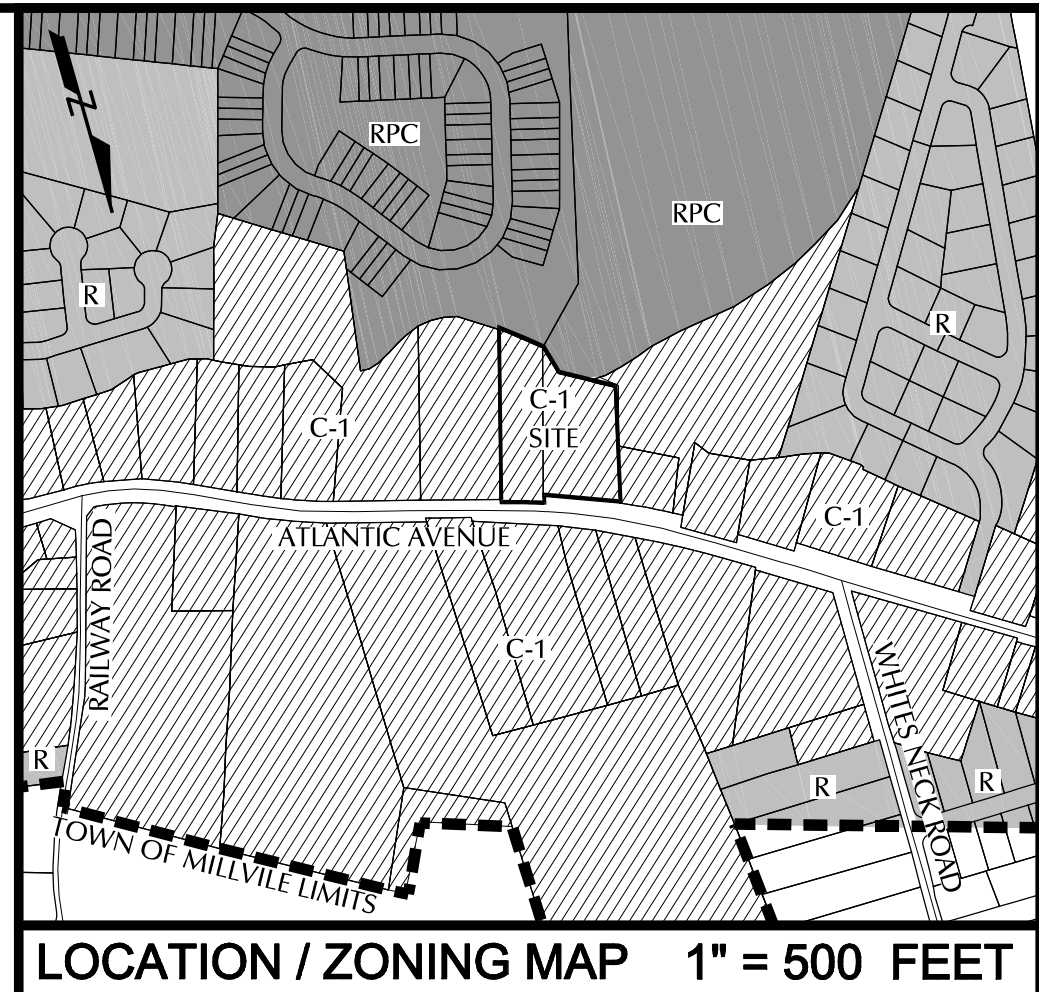 Z
RPC
RPC
R
R
C-1
C-1
SITE
C-1
ATLANTIC AVENUE
RAILWAY ROAD
C-1
WHITES NECK ROAD
R
R
R
TOWN OF MILLVILE LIMITS
LOCATION / ZONING MAP 1" = 500 FEET